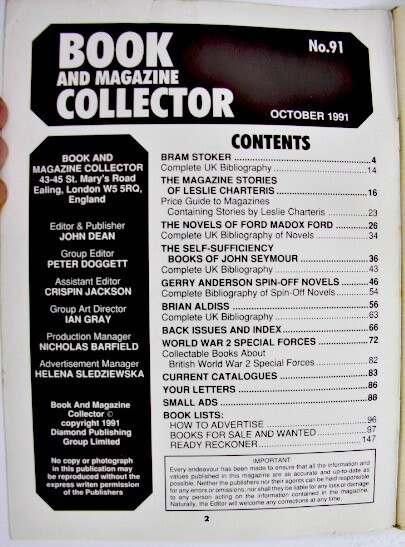 BOOK
AND MAGAZINE
COLLECTOR
No.91
OCTOBER 1991
BOOK AND
MAGAZINE COLLECTOR
43-45 St. Mary's Road
Ealing, London W5 5RQ,
England
Editor & Publisher
JOHN DEAN
Group Editor
PETER DOGGETT
Assistant Editor
CRISPIN JACKSON
Group Art Director
IAN GRAY
Production Manager
NICHOLAS BARFIELD
Advertisement Manager
HELENA SLEDZIEWSKA
Book And Magazine
Collector ©
copyright 1991
Diamond Publishing
Group Limited
No copy or photograph
in this publication may
be reproduced without the
express writen permission
of the Publishers
CONTENTS
BRAM STOKER 4
Complete UK Bibliography 14
THE MAGAZINE STORIES
OF LESLIE CHARTERIS 16
Price Guide to Magazines
Containing Stories by Leslie Charteris 23
THE NOVELS OF FORD MADOX FORD 26
Complete UK Bibliography of Novels 34
THE SELF-SUFFICIENCY
BOOKS OF JOHN SEYMOUR 36
Complete UK Bibliography 43
GERRY ANDERSON SPIN-OFF NOVELS 46
Complete Bibliography of Spin-Off Novels 54
BRIAN ALDISS 56
Complete UK Bibliography 63
BACK ISSUES AND INDEX 66
WORLD WAR 2 SPECIAL FORCES 72
Collectable Books About
British World War 2 Special Forces 82
CURRENT CATALOGUES 83
YOUR LETTERS 86
SMALL ADS 88
BOOK LISTS:
HOW TO ADVERTISE 96
BOOKS FOR SALE AND WANTED 97
READY RECKONER 147
IMPORTANT
Every endeavour has been made to ensure that all the information and
values published in this magazine are as accurate and up-to-date as
possible. Neither the publishers nor their agents can be held responsible
for any errors or omissions; nor shall they be liable for any loss or damage
to any person acting on the information contained in the magazine.
Naturally, the Editor will welcome any corrections at any time.
2